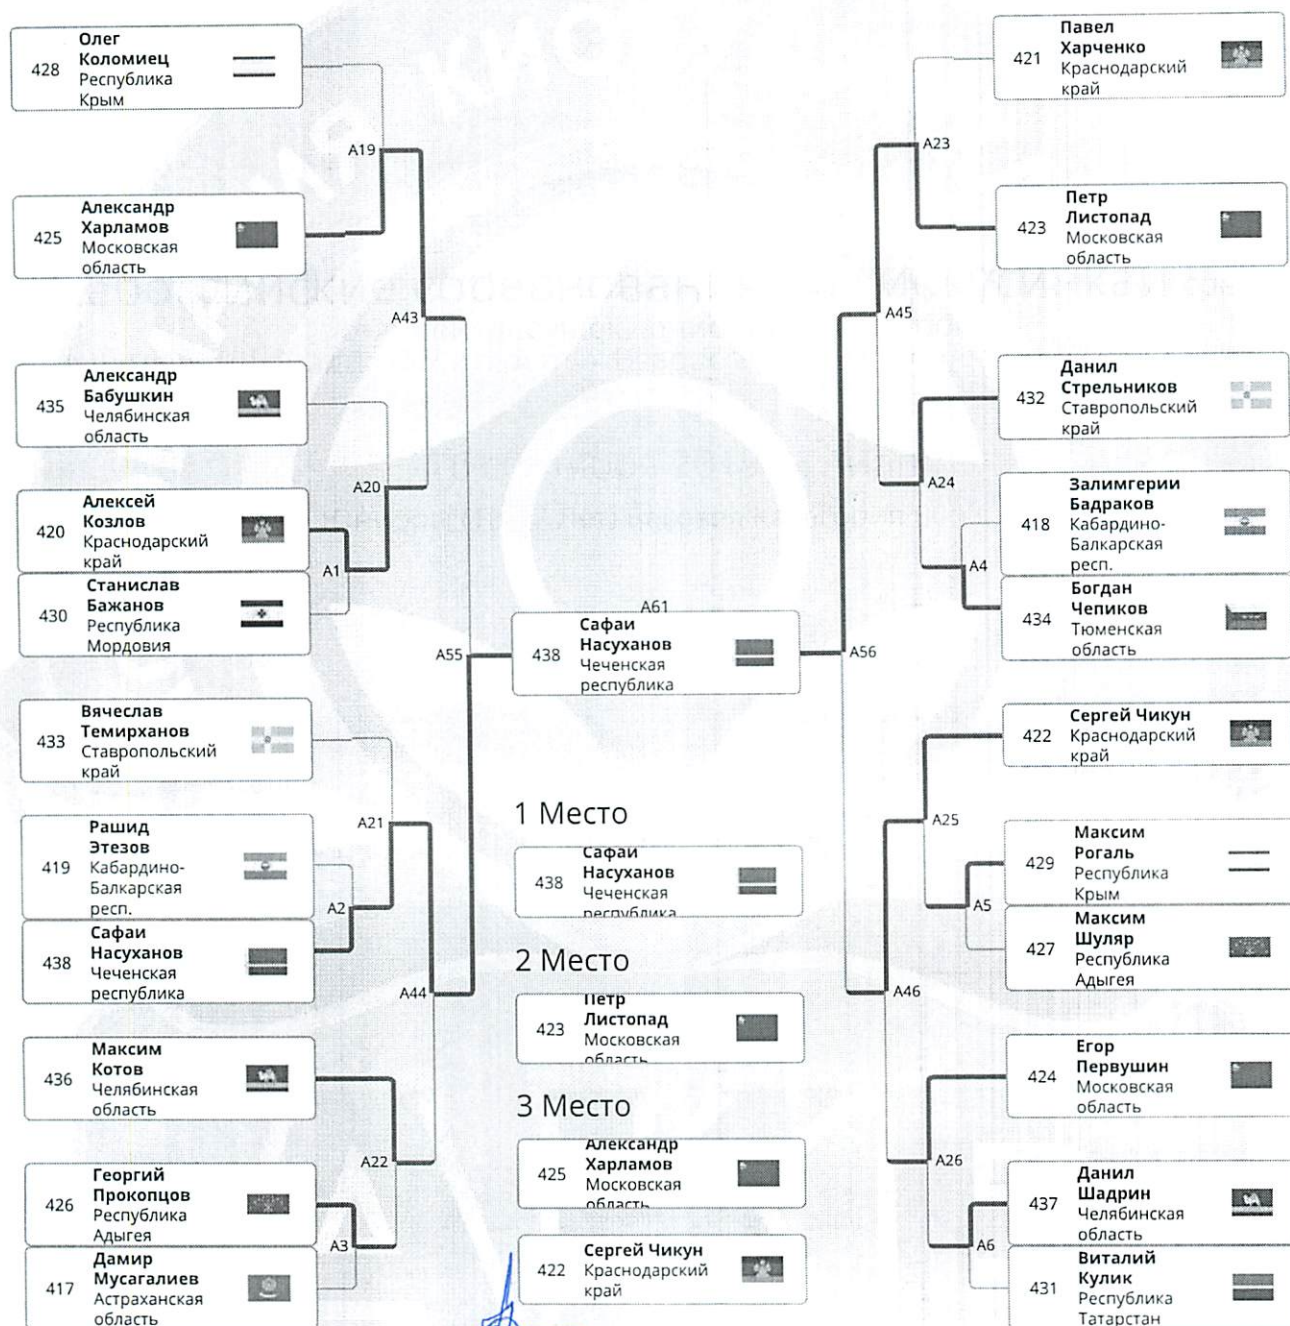 428
Олег
Коломиец
Республика
Крым
A19
425
Александр
Харламов
Московская
область
A43
435
Александр
Бабушкин
Челябинская
область
A20
420
Алексей
Козлов
Краснодарский
край
A1
430
Станислав
Бажанов
Республика
Мордовия
A55
433
Вячеслав
Темирханов
Ставропольский
край
A21
419
Рашид
Этезов
Кабардино-
Балкарская
респ.
A2
438
Сафаи
Насуханов
Чеченская
республика
A44
436
Максим
Котов
Челябинская
область
A22
426
Георгий
Прокопцов
Республика
Адыгея
A3
417
Дамир
Мусагалиев
Астраханская
область
A61
438
Сафаи
Насуханов
Чеченская
республика
1 Место
438
Сафаи
Насуханов
Чеченская
республика
2 Место
423
Петр
Листопад
Московская
область
3 Место
425
Александр
Харламов
Московская
область
422
Сергей Чикун
Краснодарский
край
421
Павел
Харченко
Краснодарский
край
A23
423
Петр
Листопад
Московская
область
A45
432
Данил
Стрельников
Ставропольский
край
A24
418
Залимгерии
Бадраков
Кабардино-
Балкарская
респ.
A4
434
Богдан
Чепиков
Тюменская
область
A56
422
Сергей Чикун
Краснодарский
край
A25
429
Максим
Рогаль
Республика
Крым
A5
427
Максим
Шуляр
Республика
Адыгея
A46
424
Егор
Первушин
Московская
область
A26
437
Данил
Шадрин
Челябинская
область
A6
431
Виталий
Кулик
Республика
Татарстан